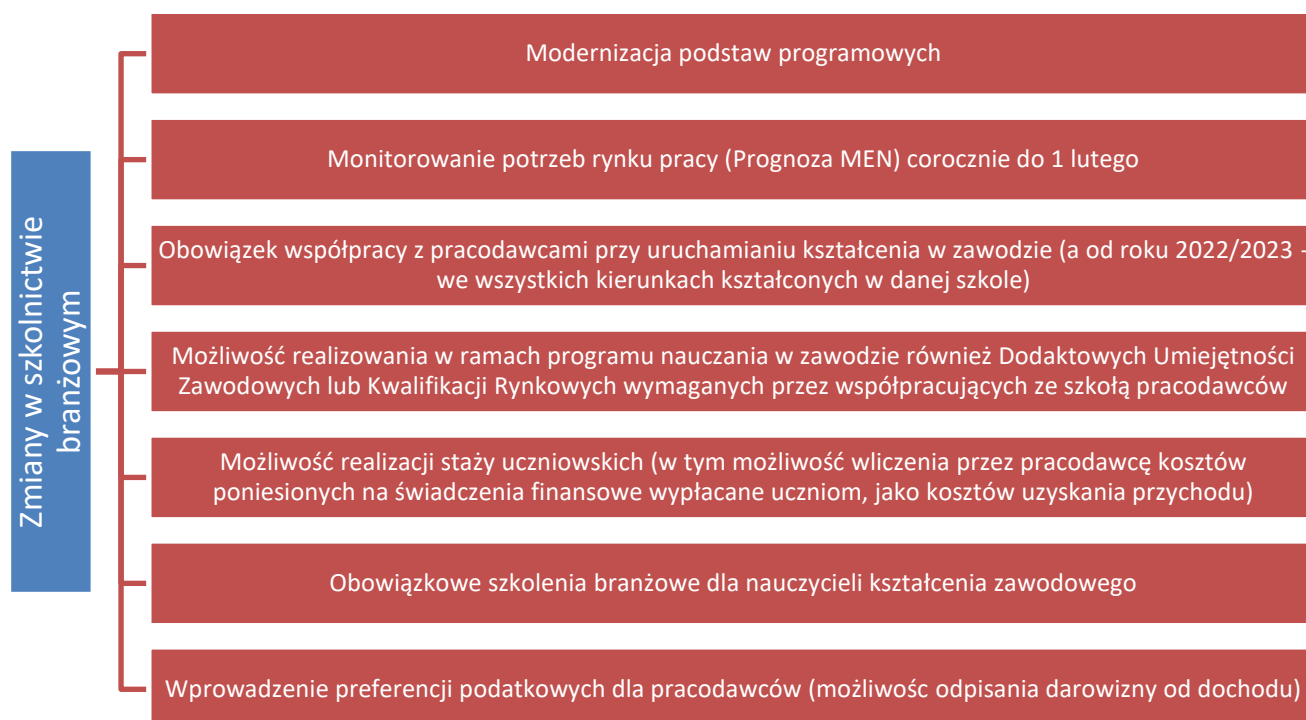 Zmiany w szkolnictwie
branżowym
Modernizacja podstaw programowych
Monitorowanie potrzeb rynku pracy (Prognoza MEN) corocznie do 1 lutego
Obowiązek współpracy z pracodawcami przy uruchamianiu kształcenia w zawodzie (a od roku 2022/2023 -
we wszystkich kierunkach kształconych w danej szkole)
Możliwość realizowania w ramach programu nauczania w zawodzie również Dodaktowych Umiejętności
Zawodowych lub Kwalifikacji Rynkowych wymaganych przez współpracujących ze szkołą pracodawców
Możliwość realizacji staży uczniowskich (w tym możliwość wliczenia przez pracodawcę kosztów
poniesionych na świadczenia finansowe wypłacane uczniom, jako kosztów uzyskania przychodu)
Obowiązkowe szkolenia branżowe dla nauczycieli kształcenia zawodowego
Wprowadzenie preferencji podatkowych dla pracodawców (możliwośc odpisania darowizny od dochodu)